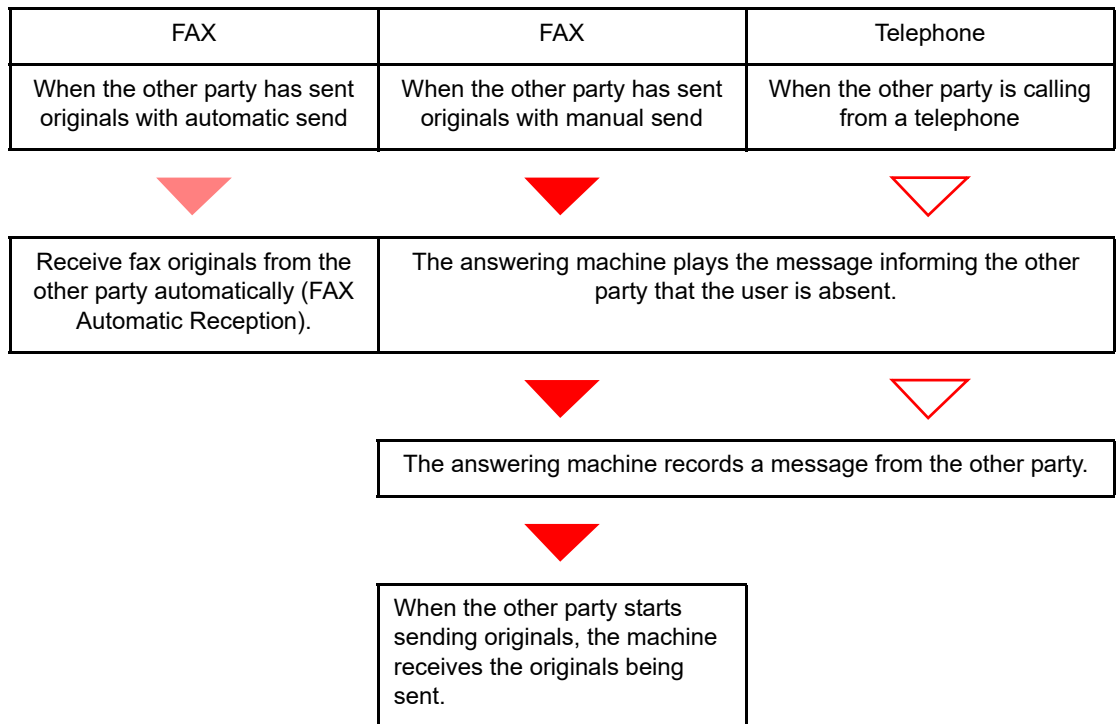 FAX
FAX
Telephone
When the other party has sent
originals with automatic send
When the other party has sent
originals with manual send
When the other party is calling
from a telephone
Receive fax originals from the
other party automatically (FAX
Automatic Reception).
The answering machine plays the message informing the other
party that the user is absent.
The answering machine records a message from the other party.
When the other party starts
sending originals, the machine
receives the originals being
sent.